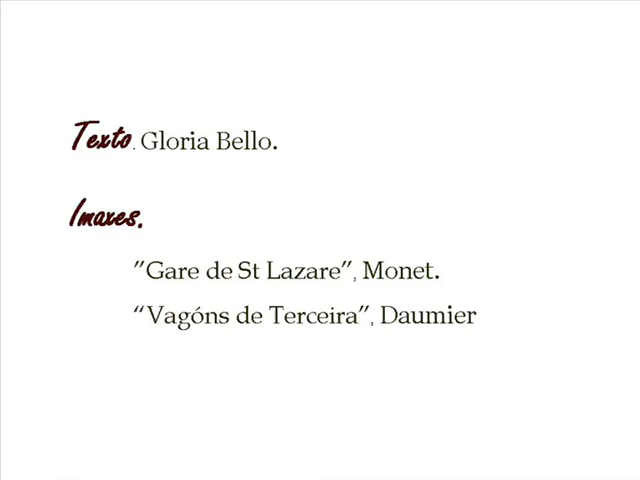 Texto. Gloria Bello.
Imaxes.
"Gare de St Lazare", Monet.
“Vagóns de Terceira”, Daumier